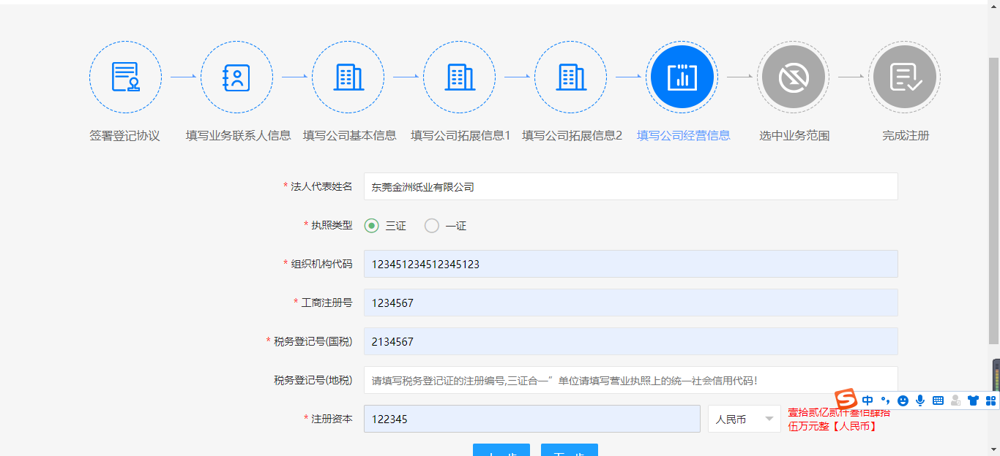 签署登记协议
填写业务联系人信息
填写公司基本信息
填写公司拓展信息1
填写公司拓展信息2
填写公司经营信息
选中业务范围
完成注册
* 法人代表姓名
东莞金洲纸业有限公司
* 执照类型
三证
一证
* 组织机构代码
123451234512345123
* 工商注册号
1234567
* 税务登记号(国税)
2134567
税务登记号(地税)
请填写税务登记证的注册编号,三证合一”单位请填写营业执照上的统一社会信用代码!
中
* 注册资本
122345
人民币
壹拾贰亿贰仟叁佰肆拾
伍万元整【人民币】
上一步
下一步